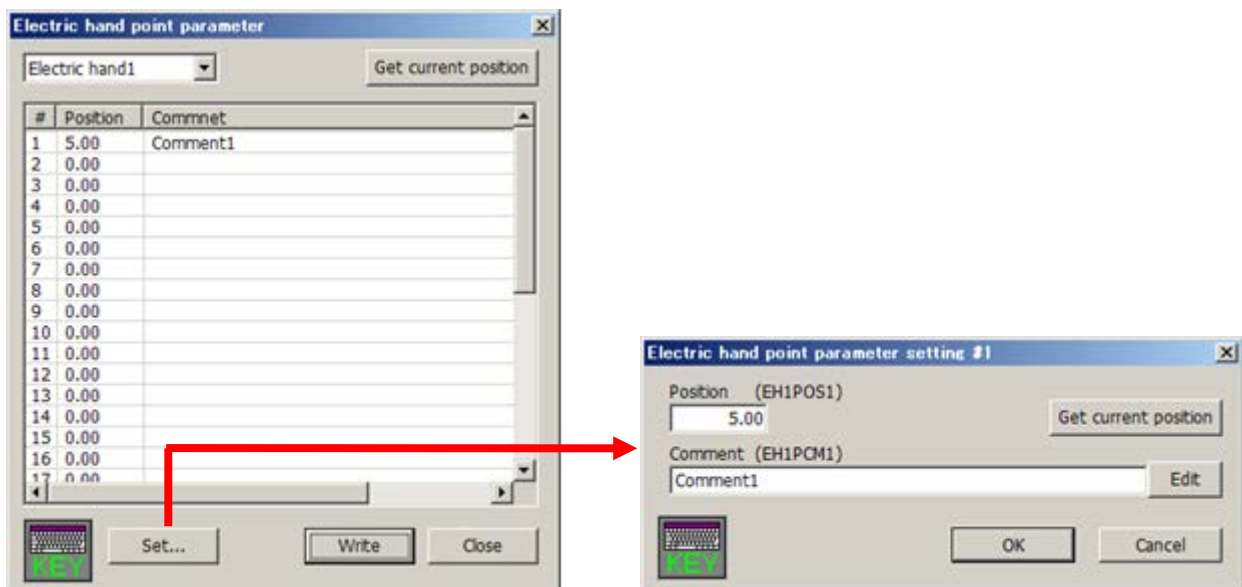 Electric hand point parameter
Electric hand1
Get current position
# Position Commnet
1 5.00 Comment1
2 0.00
3 0.00
4 0.00
5 0.00
6 0.00
7 0.00
8 0.00
9 0.00
10 0.00
11 0.00
12 0.00
13 0.00
14 0.00
15 0.00
16 0.00
17 0.00
KEY
Set...
Write
Close
Electric hand point parameter setting #1
Position (EH1POS1)
5.00
Get current position
Comment (EH1PCM1)
Comment1
Edit
KEY
OK
Cancel